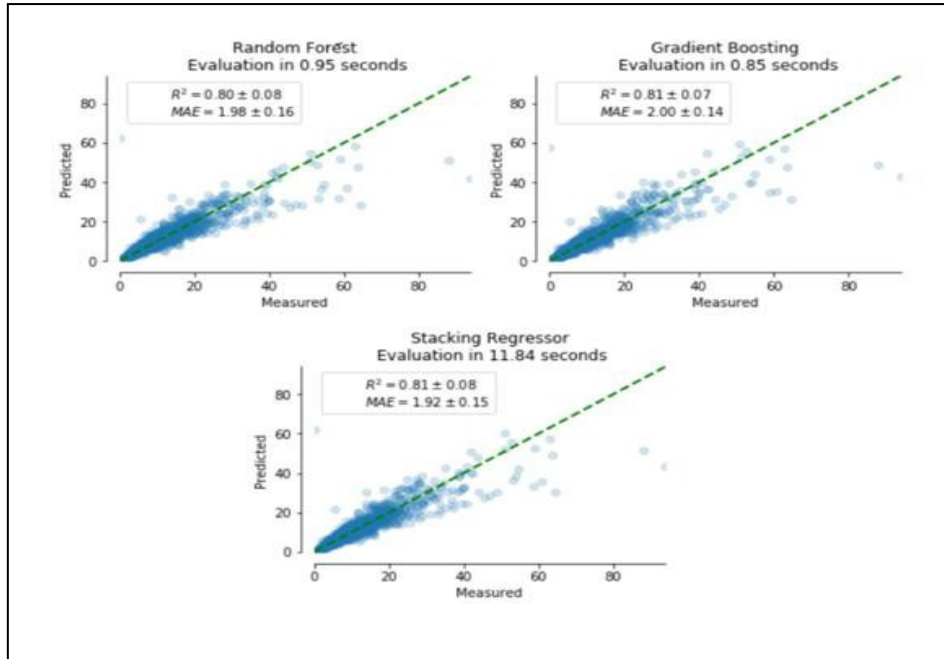 Random Forest
Evaluation in 0.95 seconds
R² = 0.80 ± 0.08
MAE = 1.98 ± 0.16
80
60
40
20
0
Predicted
0 20 40 60 80
Measured
Gradient Boosting
Evaluation in 0.85 seconds
R² = 0.81 ± 0.07
MAE = 2.00 ± 0.14
80
60
40
20
0
Predicted
0 20 40 60 80
Measured
Stacking Regressor
Evaluation in 11.84 seconds
R² = 0.81 ± 0.08
MAE = 1.92 ± 0.15
80
60
40
20
0
Predicted
0 20 40 60 80
Measured